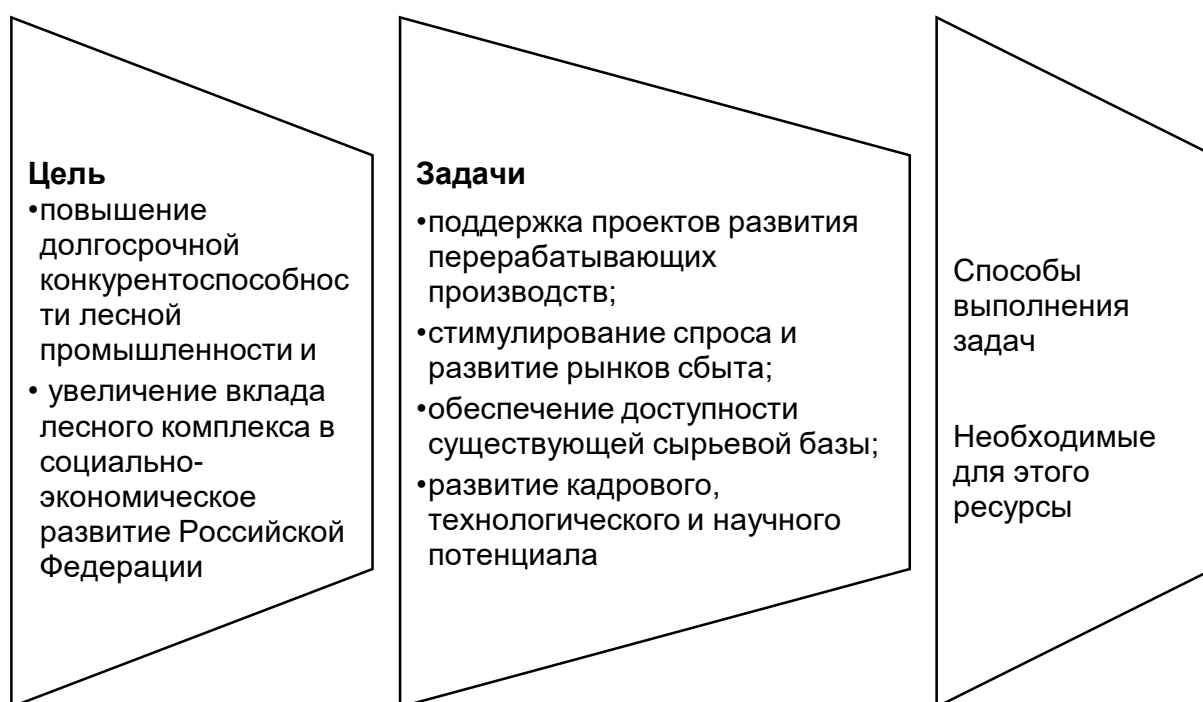 Цель
•повышение
долгосрочной
конкурентоспособнос
ти лесной
промышленности и
• увеличение вклада
лесного комплекса в
социально-
экономическое
развитие Российской
Федерации
Задачи
•поддержка проектов развития
перерабатывающих
производств;
•стимулирование спроса и
развитие рынков сбыта;
•обеспечение доступности
существующей сырьевой базы;
•развитие кадрового,
технологического и научного
потенциала
Способы
выполнения
задач
Необходимые
для этого
ресурсы